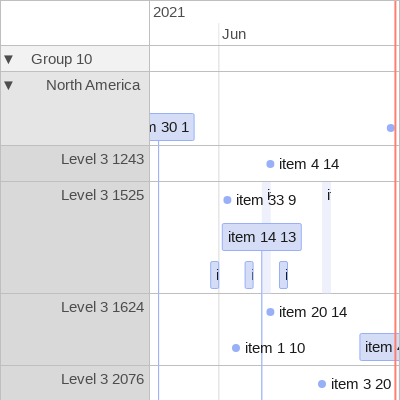 2021
Jun
▼ Group 10
▼ North America
m 30 1
Level 3 1243
item 4 14
Level 3 1525
item 33 9
item 14 13
Level 3 1624
item 20 14
item 1 10
item
Level 3 2076
item 3 20